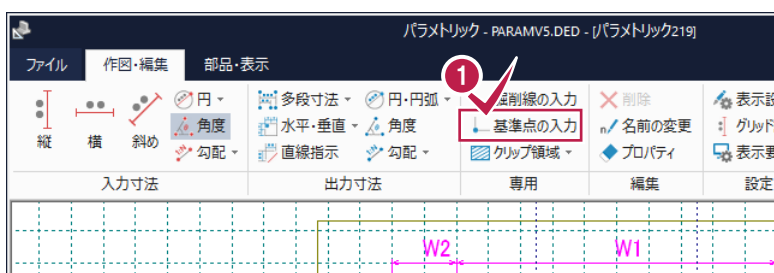 パラメトリック - PARAMV5.DED - [パラメトリック219]
ファイル 作図・編集 部品・表示
1
縦 横 斜め
円 角度 勾配
入力寸法
多段寸法 円・円弧
水平・垂直 角度
直線指示 勾配
出力寸法
掘削線の入力
基準点の入力
クリップ領域
専用
削除
名前の変更
プロパティ
編集
表示設
グリッド
表示要
設定
W2 W1